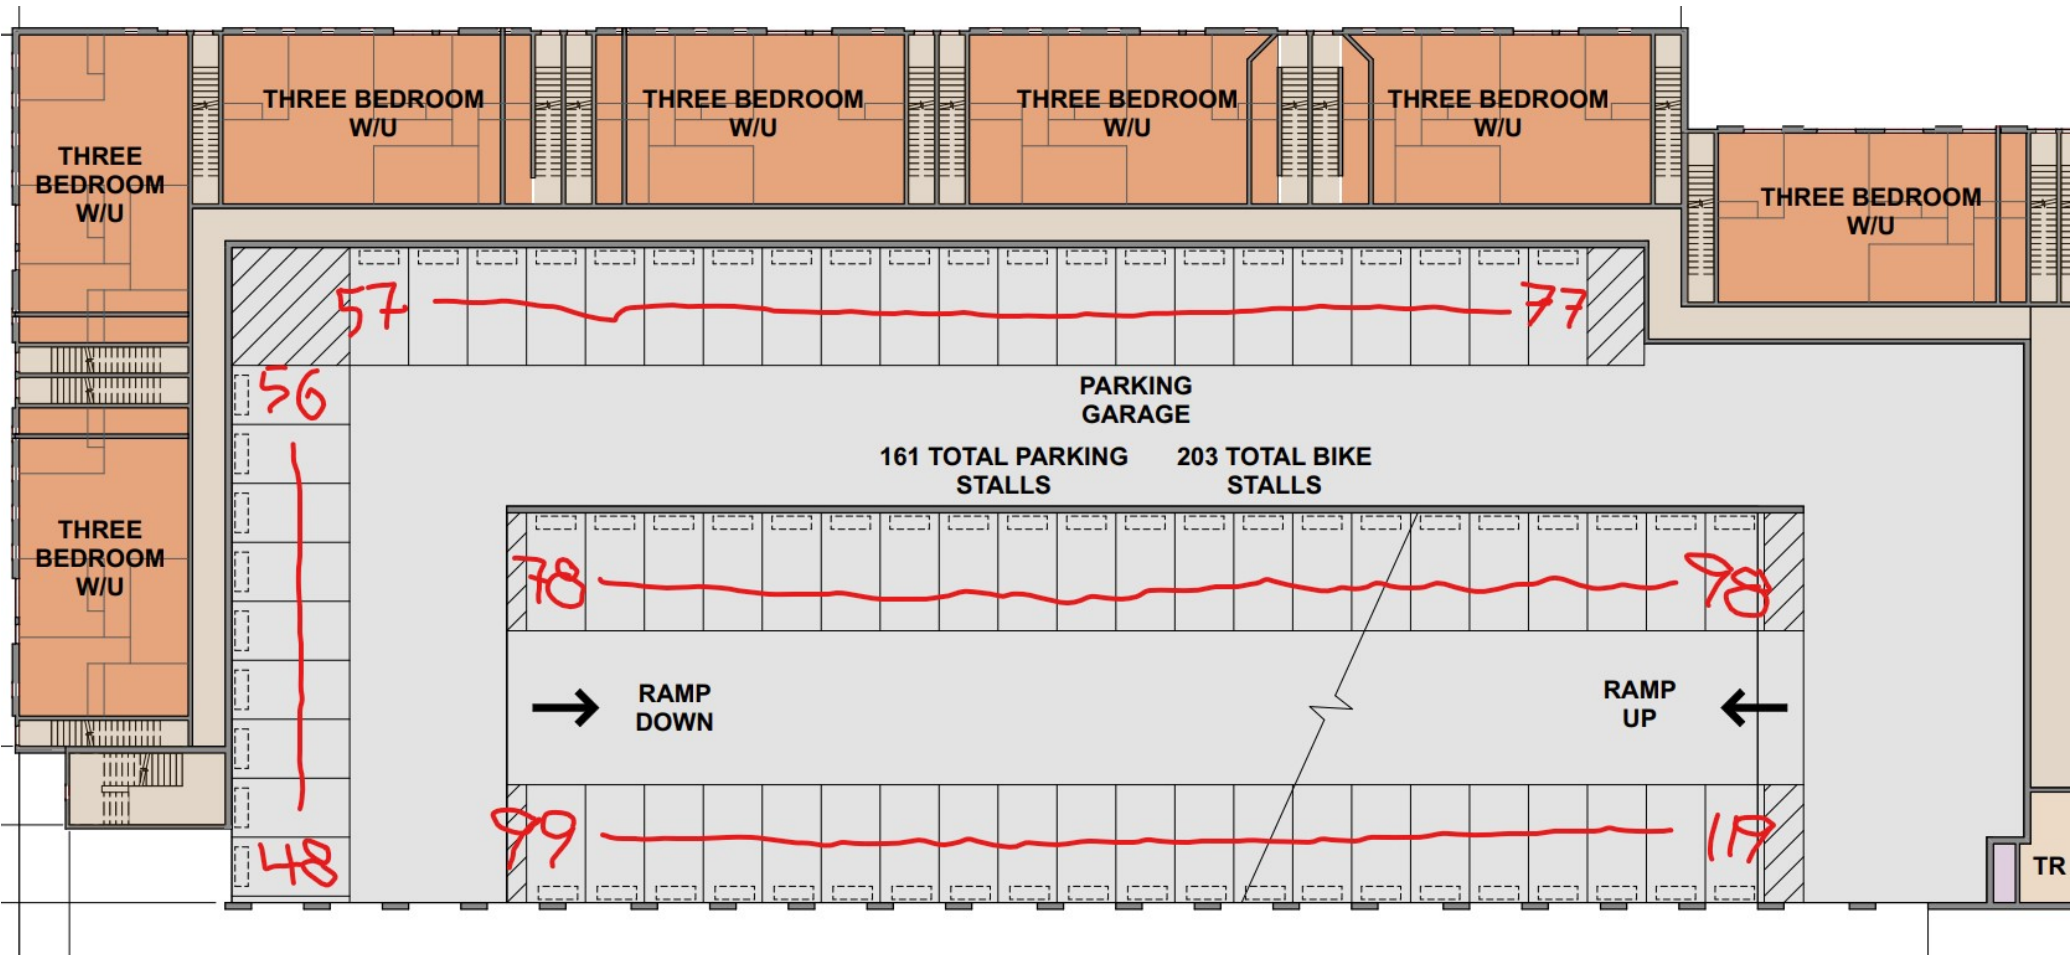 THREE BEDROOM
W/U
THREE BEDROOM
W/U
THREE BEDROOM
W/U
THREE BEDROOM
W/U
THREE
BEDROOM
W/U
THREE BEDROOM
W/U
57
77
56
PARKING
GARAGE
161 TOTAL PARKING
STALLS
203 TOTAL BIKE
STALLS
THREE
BEDROOM
W/U
78
98
RAMP
DOWN
RAMP
UP
99
119
48
TR